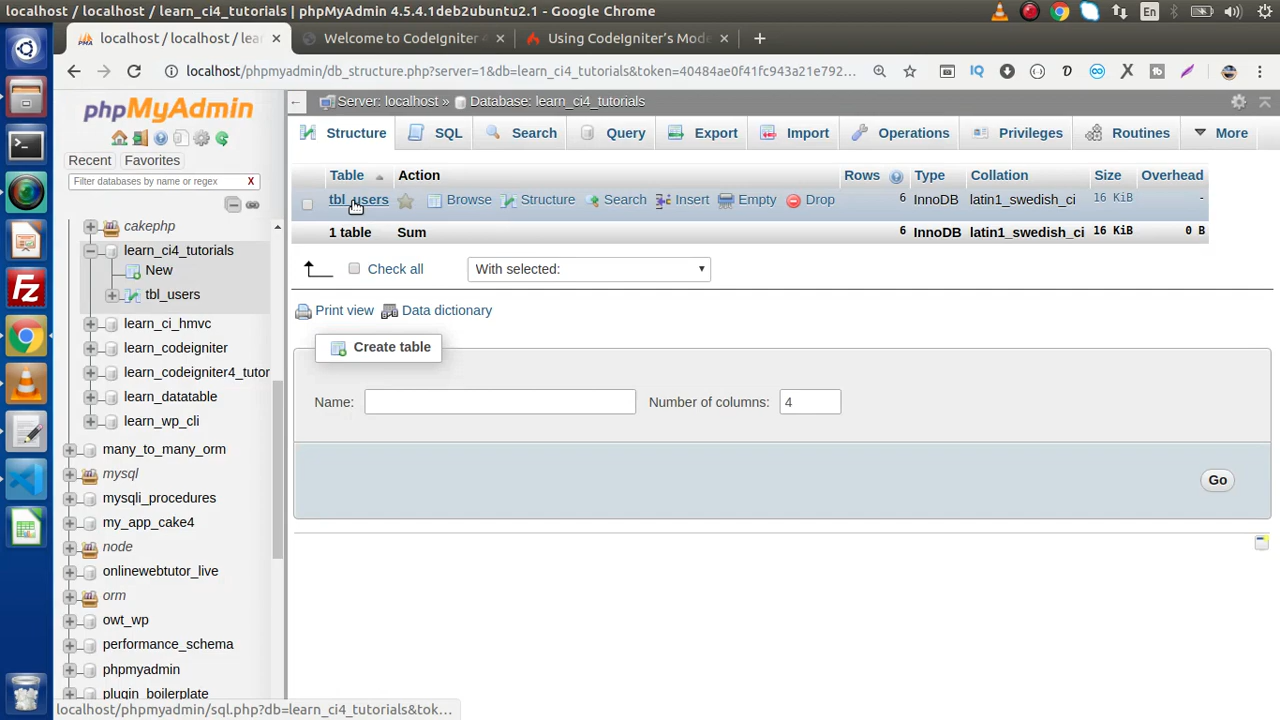 localhost / localhost / learn_ci4_tutorials | phpMyAdmin 4.5.4.1deb2ubuntu2.1 - Google Chrome
En
localhost / localhost / lea
Welcome to CodeIgniter
Using CodeIgniter's Mod
localhost/phpmyadmin/db_structure.php?server=1&db=learn_ci4_tutorials&token=40484ae0f41fc943a21e792...
phpMyAdmin
Recent Favorites
Filter databases by name or regex X
cakephp
learn_ci4_tutorials
New
tbl_users
learn_ci_hmvc
learn_codeigniter
learn_codeigniter4_tutor
learn_datatable
learn_wp_cli
many_to_many_orm
mysql
mysqli_procedures
my_app_cake4
node
onlinewebtutor_live
orm
owt_wp
performance_schema
phpmyadmin
plugin_boilerplate
Server: localhost » Database: learn_ci4_tutorials
Structure SQL Search Query Export Import Operations Privileges Routines More
Table Action Rows Type Collation Size Overhead
tbl_users Browse Structure Search Insert Empty Drop 6 InnoDB latin1_swedish_ci 16 KiB -
1 table Sum 6 InnoDB latin1_swedish_ci 16 KiB 0 B
Check all With selected:
Print view Data dictionary
Create table
Name: Number of columns: 4
Go
localhost/phpmyadmin/sql.php?db=learn_ci4_tutorials&tok...